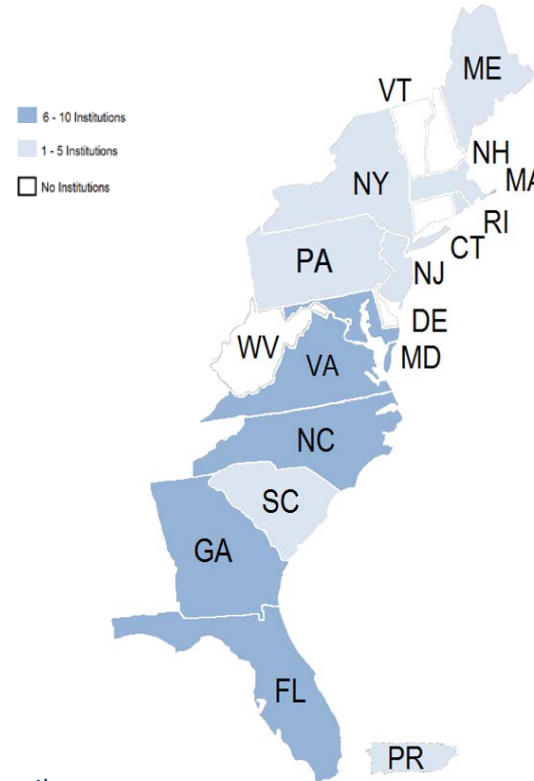 ME
VT
6 - 10 Institutions
1 - 5 Institutions
NH
NY
MA
No Institutions
RI
CT
PA
NJ
DE
WV
MD
VA
NC
SC
GA
FL
PR